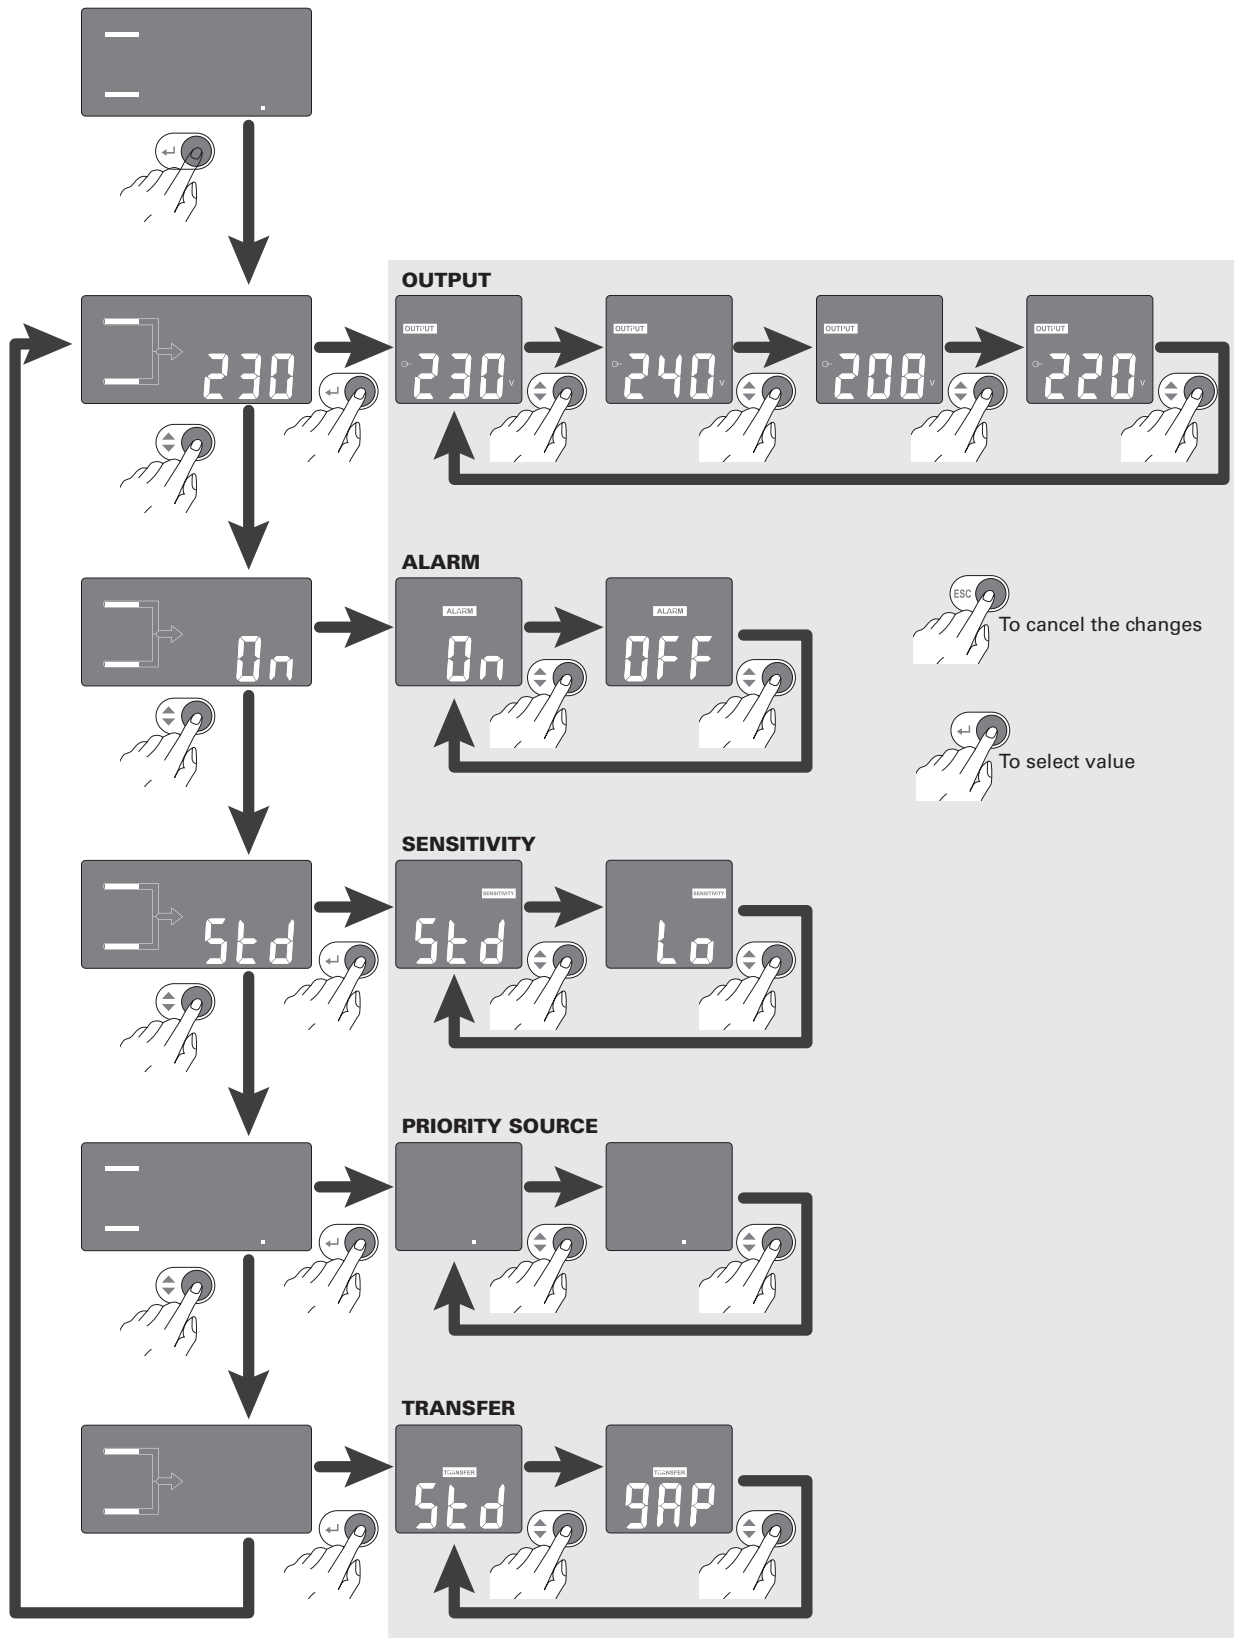 OUTPUT
230
OUTPUT
230 V
OUTPUT
240 V
OUTPUT
208 V
OUTPUT
220 V
ALARM
On
ALARM
On
ALARM
OFF
ESC
To cancel the changes
To select value
SENSITIVITY
Std
SENSITIVITY
Std
SENSITIVITY
Lo
PRIORITY SOURCE
TRANSFER
TRANSFER
Std
TRANSFER
gAP